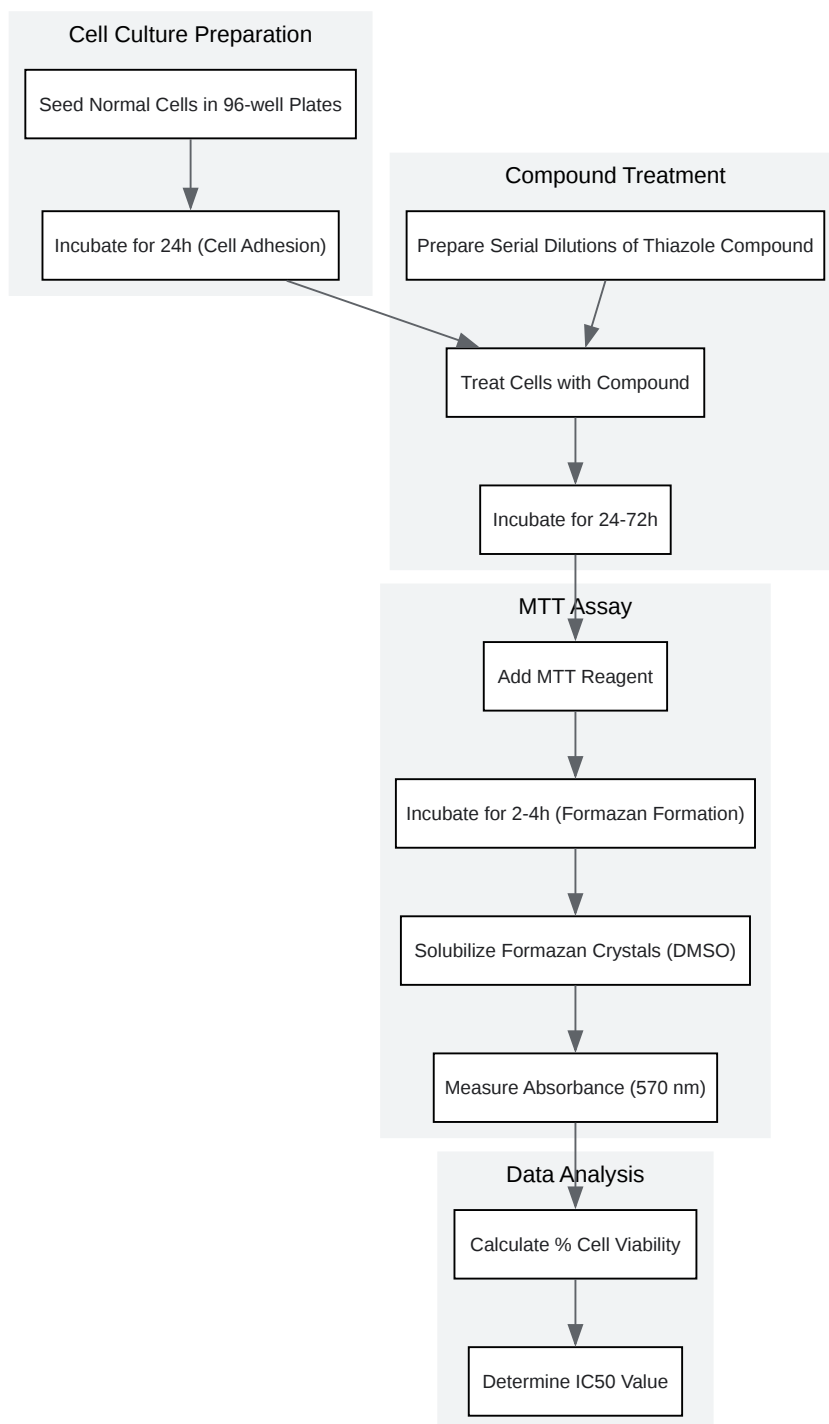 Cell Culture Preparation
Seed Normal Cells in 96-well Plates
Incubate for 24h (Cell Adhesion)
Compound Treatment
Prepare Serial Dilutions of Thiazole Compound
Treat Cells with Compound
Incubate for 24-72h
MTT Assay
Add MTT Reagent
Incubate for 2-4h (Formazan Formation)
Solubilize Formazan Crystals (DMSO)
Measure Absorbance (570 nm)
Data Analysis
Calculate % Cell Viability
Determine IC50 Value